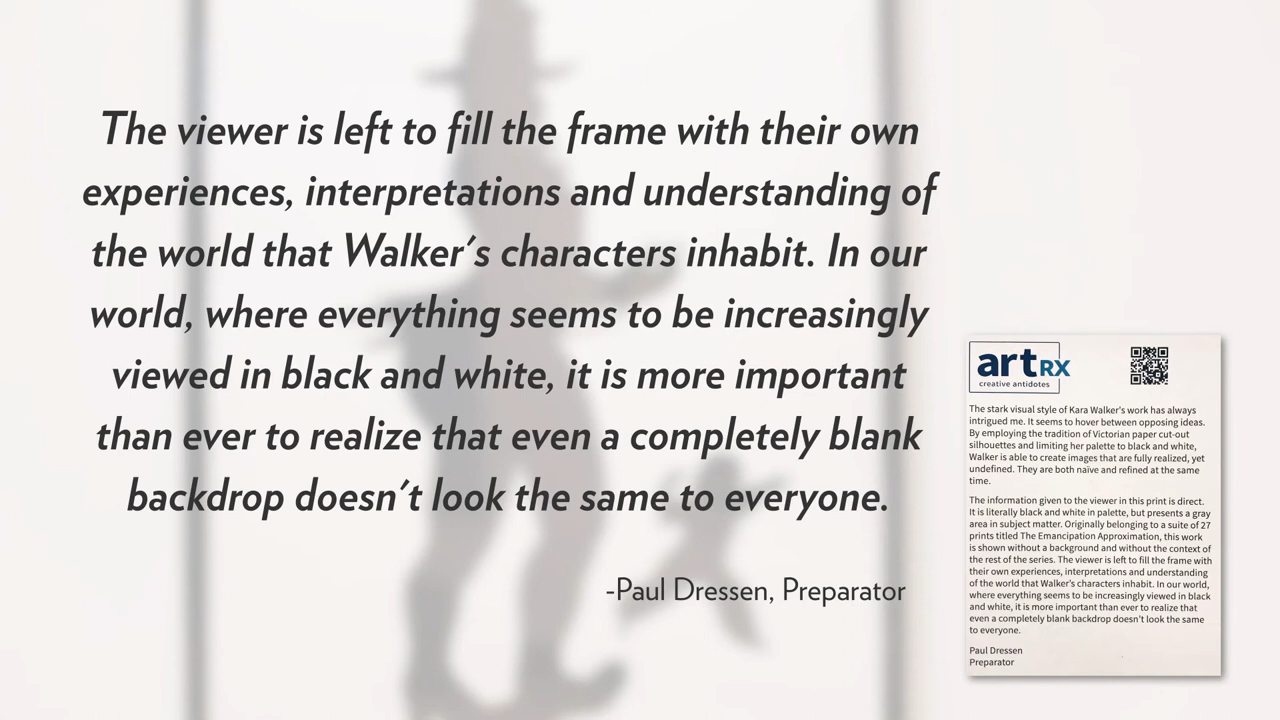 The viewer is left to fill the frame with their own
experiences, interpretations and understanding of
the world that Walker's characters inhabit. In our
world, where everything seems to be increasingly
viewed in black and white, it is more important
than ever to realize that even a completely blank
backdrop doesn't look the same to everyone.
-Paul Dressen, Preparator
artRX
creative antidotes
The stark visual style of Kara Walker's work has always
intrigued me. It seems to hover between opposing ideas.
By employing the tradition of Victorian paper cut-out
silhouettes and limiting her palette to black and white,
Walker is able to create images that are fully realized, yet
undefined. They are both naïve and refined at the same
time.
The information given to the viewer in this print is direct.
It is literally black and white in palette, but presents a gray
area in subject matter. Originally belonging to a suite of 27
prints titled The Emancipation Approximation, this work
is shown without a background and without the context of
the rest of the series. The viewer is left to fill the frame with
their own experiences, interpretations and understanding
of the world that Walker's characters inhabit. In our world,
where everything seems to be increasingly viewed in black
and white, it is more important than ever to realize that
even a completely blank backdrop doesn't look the same
to everyone.
Paul Dressen
Preparator